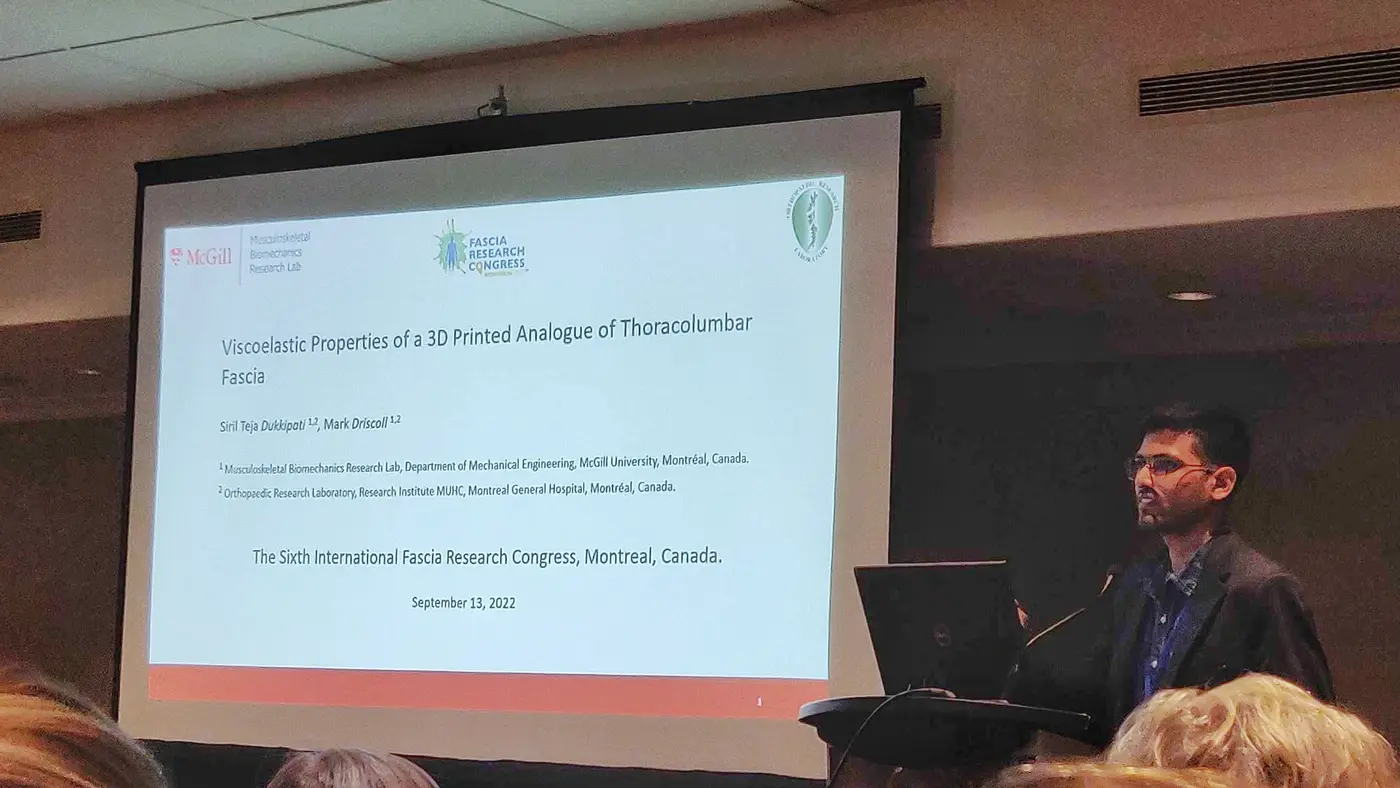 McGill
Musculoskeletal
Biomechanics
Research Lab
FASCIA
RESEARCH
CONGRESS
ORTHOPAEDIC RESEARCH
LABORATORY
Viscoelastic Properties of a 3D Printed Analogue of Thoracolumbar
Fascia
Siril Teja Dukkipati 1,2, Mark Driscoll 1,2
1 Musculoskeletal Biomechanics Research Lab, Department of Mechanical Engineering, McGill University, Montréal, Canada.
2 Orthopaedic Research Laboratory, Research Institute MUHC, Montreal General Hospital, Montréal, Canada.
The Sixth International Fascia Research Congress, Montreal, Canada.
September 13, 2022
1